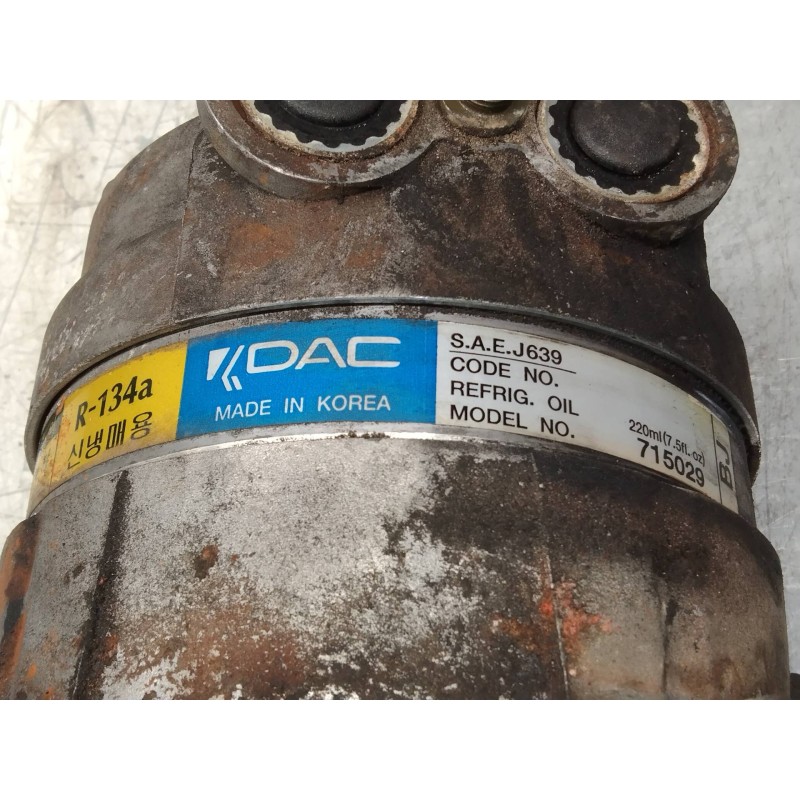 R-134a
신냉매용
KDAC
MADE IN KOREA
S.A.E.J639
CODE NO.
REFRIG. OIL 220ml(7.5fl.oz)
MODEL NO. 715029